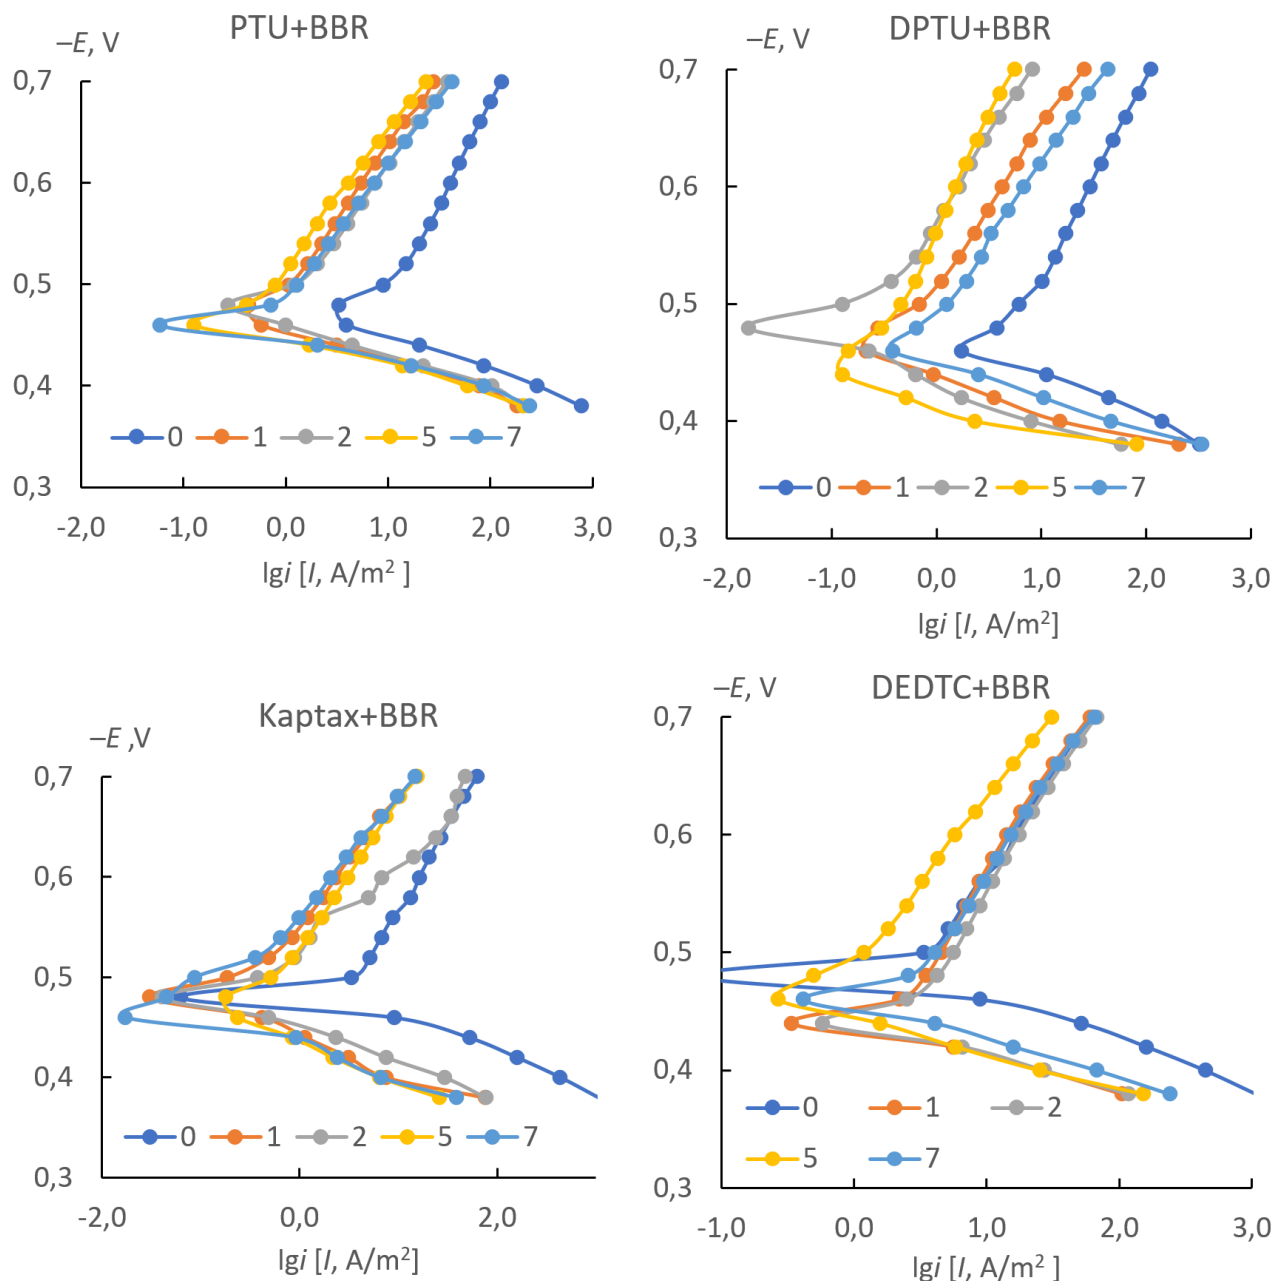 PTU+BBR
–E, V
0,7
0,6
0,5
0,4
0,3
0 1 2 5 7
-2,0 -1,0 0,0 1,0 2,0 3,0
lgi [I, A/m² ]
DPTU+BBR
–E, V
0,7
0,6
0,5
0,4
0,3
0 1 2 5 7
-2,0 -1,0 0,0 1,0 2,0 3,0
lgi [I, A/m²]
Kaptax+BBR
–E ,V
0,7
0,6
0,5
0,4
0,3
0 1 2 5 7
-2,0 0,0 2,0
lgi [I, A/m²]
DEDTC+BBR
–E, V
0,7
0,6
0,5
0,4
0,3
0 1 2
5 7
-1,0 0,0 1,0 2,0 3,0
lgi [I, A/m²]